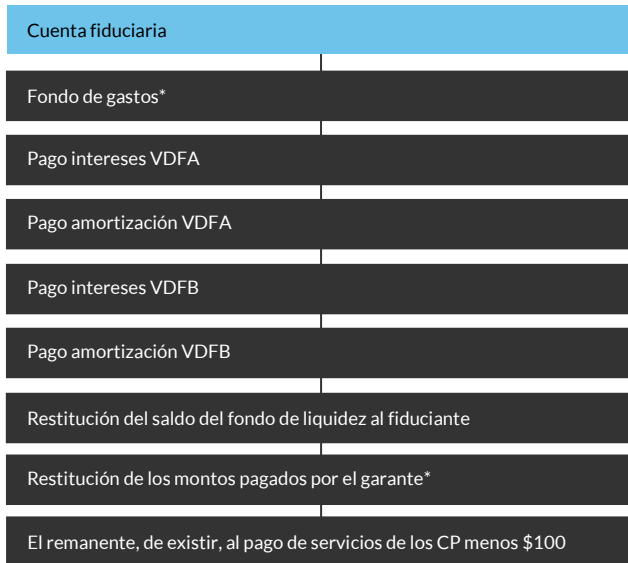 Cuenta fiduciaria
Fondo de gastos*
Pago intereses VDFA
Pago amortización VDFA
Pago intereses VDFB
Pago amortización VDFB
Restitución del saldo del fondo de liquidez al fiduciante
Restitución de los montos pagados por el garante*
El remanente, de existir, al pago de servicios de los CP menos $100